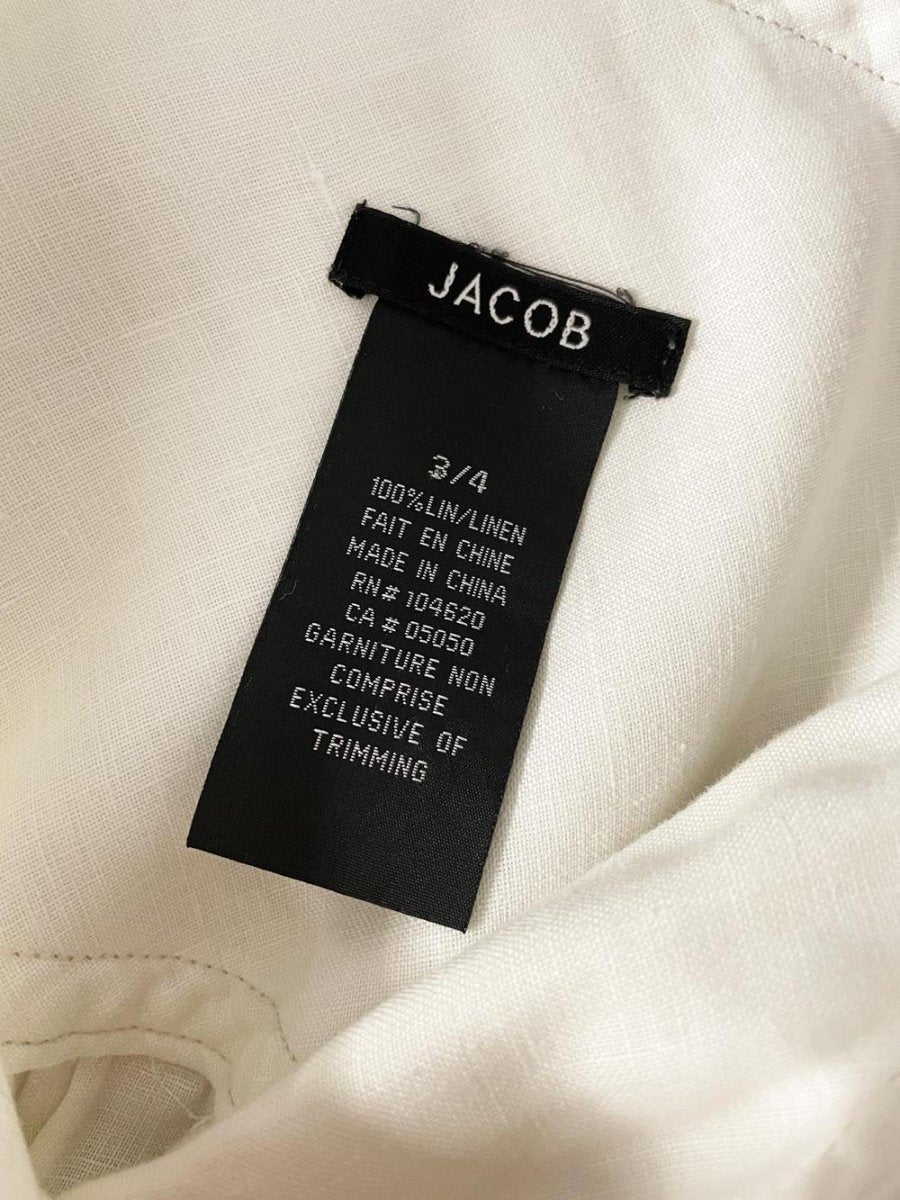 JACOB
3/4
100%LIN/LINEN
FAIT EN CHINE
MADE IN CHINA
RN# 104620
CA # 05050
GARNITURE NON
COMPRISE
EXCLUSIVE OF
TRIMMING